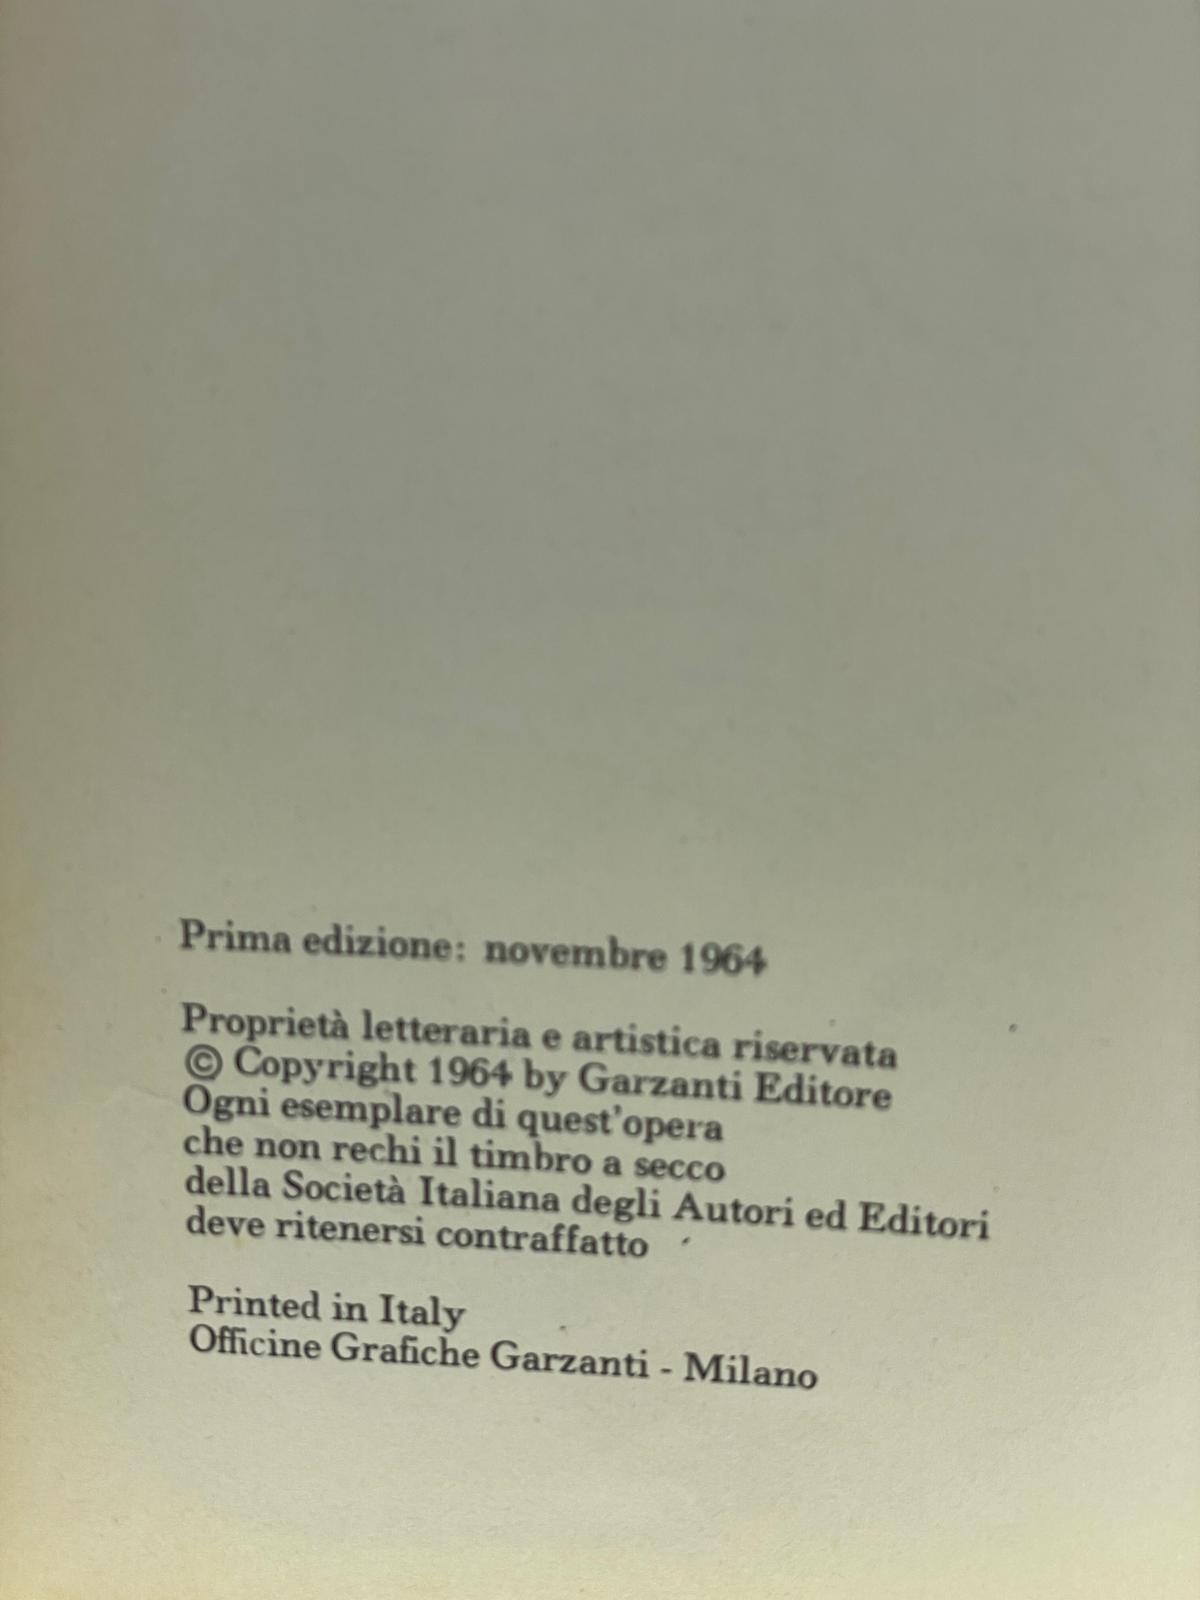 Prima edizione: novembre 1964
Proprietà letteraria e artistica riservata
© Copyright 1964 by Garzanti Editore
Ogni esemplare di quest'opera
che non rechi il timbro a secco
della Società Italiana degli Autori ed Editori
deve ritenersi contraffatto
Printed in Italy
Officine Grafiche Garzanti - Milano